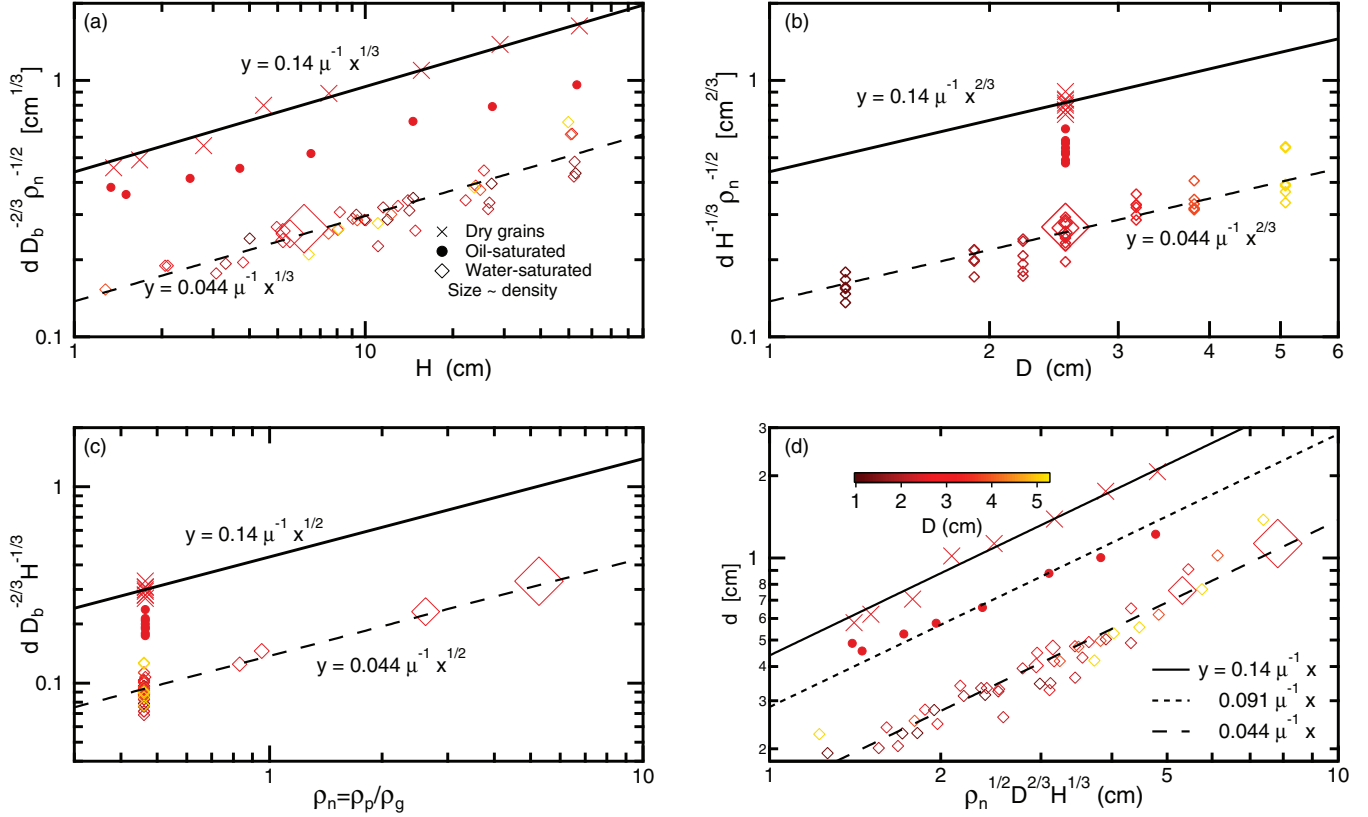 (a)
d D_b^-2/3 ρ_n^-1/2 [cm^1/3]
y = 0.14 μ^-1 x^1/3
y = 0.044 μ^-1 x^1/3
Dry grains
Oil-saturated
Water-saturated
Size ~ density
1
0.1
1
10
H (cm)
(b)
d H^-1/3 ρ_n^-1/2 [cm^2/3]
y = 0.14 μ^-1 x^2/3
y = 0.044 μ^-1 x^2/3
1
0.1
1
2
3
4
5
6
D (cm)
(c)
d D_b^-2/3 H^-1/3
y = 0.14 μ^-1 x^1/2
y = 0.044 μ^-1 x^1/2
1
0.1
1
10
ρ_n=ρ_p/ρ_g
(d)
d [cm]
3
2
1
8
7
6
5
4
3
2
1 2 3 4 5
D (cm)
y = 0.14 μ^-1 x
0.091 μ^-1 x
0.044 μ^-1 x
1
2
5
10
ρ_n^1/2 D^2/3 H^1/3 (cm)